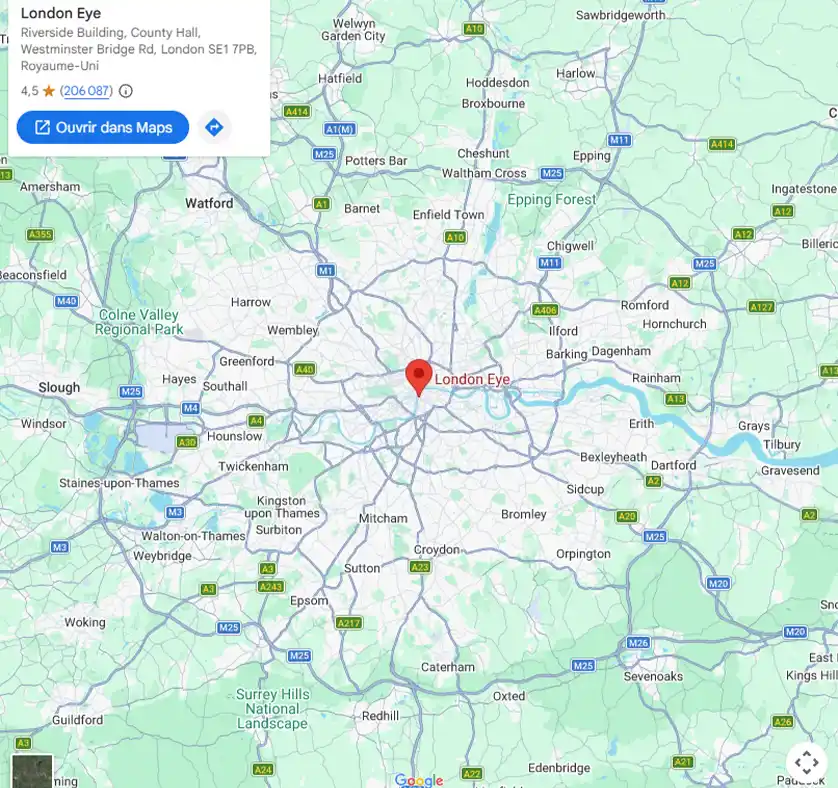 London Eye
Riverside Building, County Hall,
Westminster Bridge Rd, London SE1 7PB,
Royaume-Uni
4,5 ★ (206 087)
Ouvrir dans Maps
Welwyn
Garden City
A10
Sawbridgeworth
Hatfield
Hoddesdon
Harlow
Broxbourne
A414
A1(M)
M25
Potters Bar
Cheshunt
Waltham Cross
M25
Epping
M11
A414
Amersham
Watford
A1
Barnet
Enfield Town
Epping Forest
Ingatestone
A12
A355
A10
Chigwell
A12
M1
M11
M25
Beaconsfield
M40
Colne Valley
Regional Park
Harrow
A406
A12
Romford
A127
Wembley
Ilford
Hornchurch
Greenford
A40
Barking
Dagenham
Slough
M25
Hayes
Southall
London Eye
Rainham
A13
A13
M4
A4
Windsor
A30
Hounslow
Erith
Grays
Tilbury
Twickenham
Bexleyheath
Dartford
Gravesend
Staines-upon-Thames
A2
Sidcup
M3
Kingston
upon Thames
Surbiton
Mitcham
Bromley
A20
A2
Walton-on-Thames
M25
M3
Weybridge
Croydon
Orpington
A3
A243
Sutton
A23
M20
A3
Epsom
Woking
M25
A217
M20
M26
M25
Caterham
M25
Sevenoaks
Kings Hill
Surrey Hills
National
Landscape
Oxted
Guildford
Redhill
A26
A3
A24
Google
A22
Edenbridge
A21